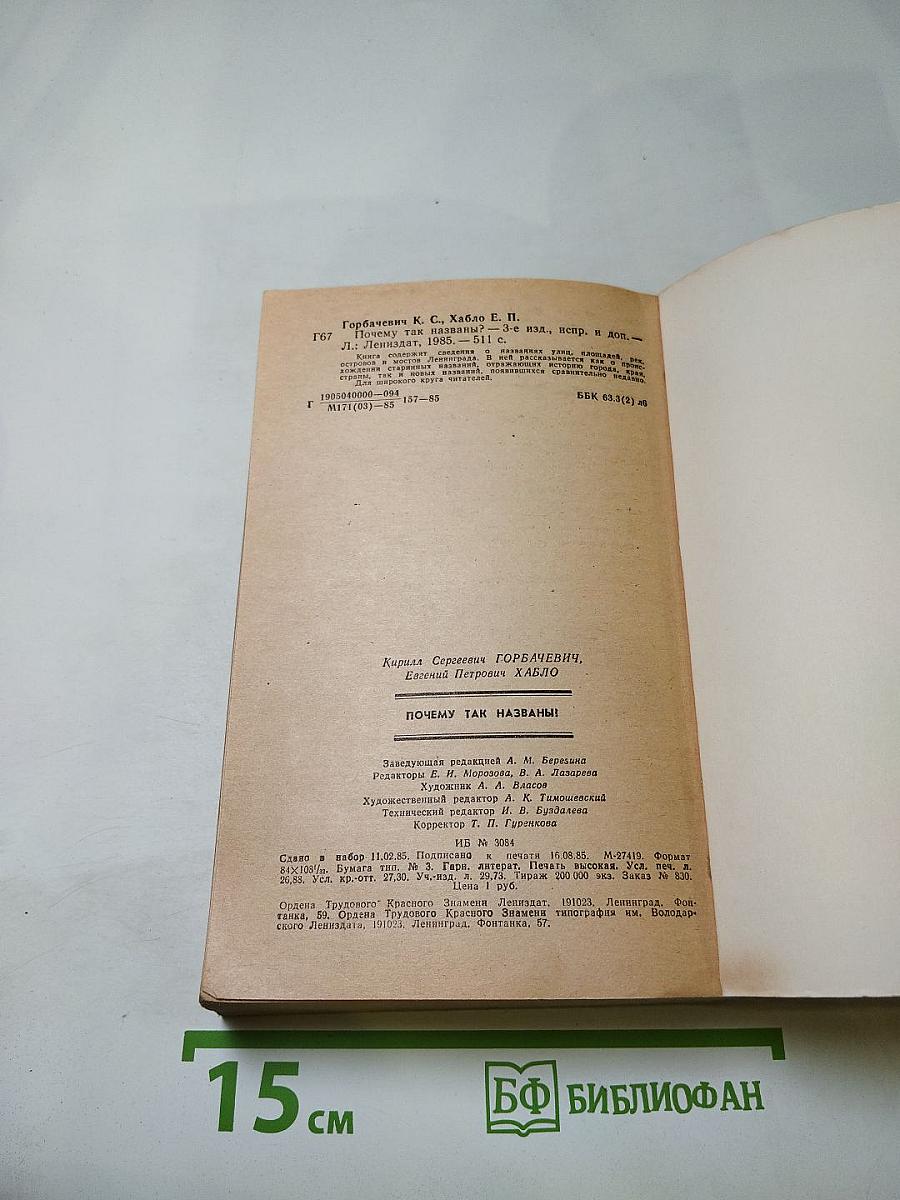 Горбачевич К. С., Хабло Е. П.
Г67 Почему так названы? — 3-е изд., испр. и доп. —
Л.: Лениздат, 1985. — 511 с.
Книга содержит сведения о названиях улиц, площадей, рек,
островов и мостов Ленинграда. В ней рассказывается как о проис-
хождении старинных названий, отражающих историю города, края,
страны, так и новых названий, появившихся сравнительно недавно.
Для широкого круга читателей.
Г 1905040000—094
М171(03)—85 157—85 ББК 63.3(2) л6
Кирилл Сергеевич ГОРБАЧЕВИЧ,
Евгений Петрович ХАБЛО
ПОЧЕМУ ТАК НАЗВАНЫ?
Заведующая редакцией А. М. Березина
Редакторы Е. И. Морозова, В. А. Лазарева
Художник А. А. Власов
Художественный редактор А. К. Тимошевский
Технический редактор И. В. Буздалева
Корректор Т. П. Гуренкова
ИБ № 3084
Сдано в набор 11.02.85. Подписано к печати 16.08.85. М-27419. Формат
84×108¹/₃₂. Бумага тип. № 3. Гарн. литерат. Печать высокая. Усл. печ. л.
26,88. Усл. кр.-отт. 27,30. Уч.-изд. л. 29,73. Тираж 200 000 экз. Заказ № 830.
Цена 1 руб.
Ордена Трудового Красного Знамени Лениздат, 191023, Ленинград, Фон-
танка, 59. Ордена Трудового Красного Знамени типография им. Володар-
ского Лениздата, 191023, Ленинград, Фонтанка, 57.
15 см
БФ БИБЛИОФАН